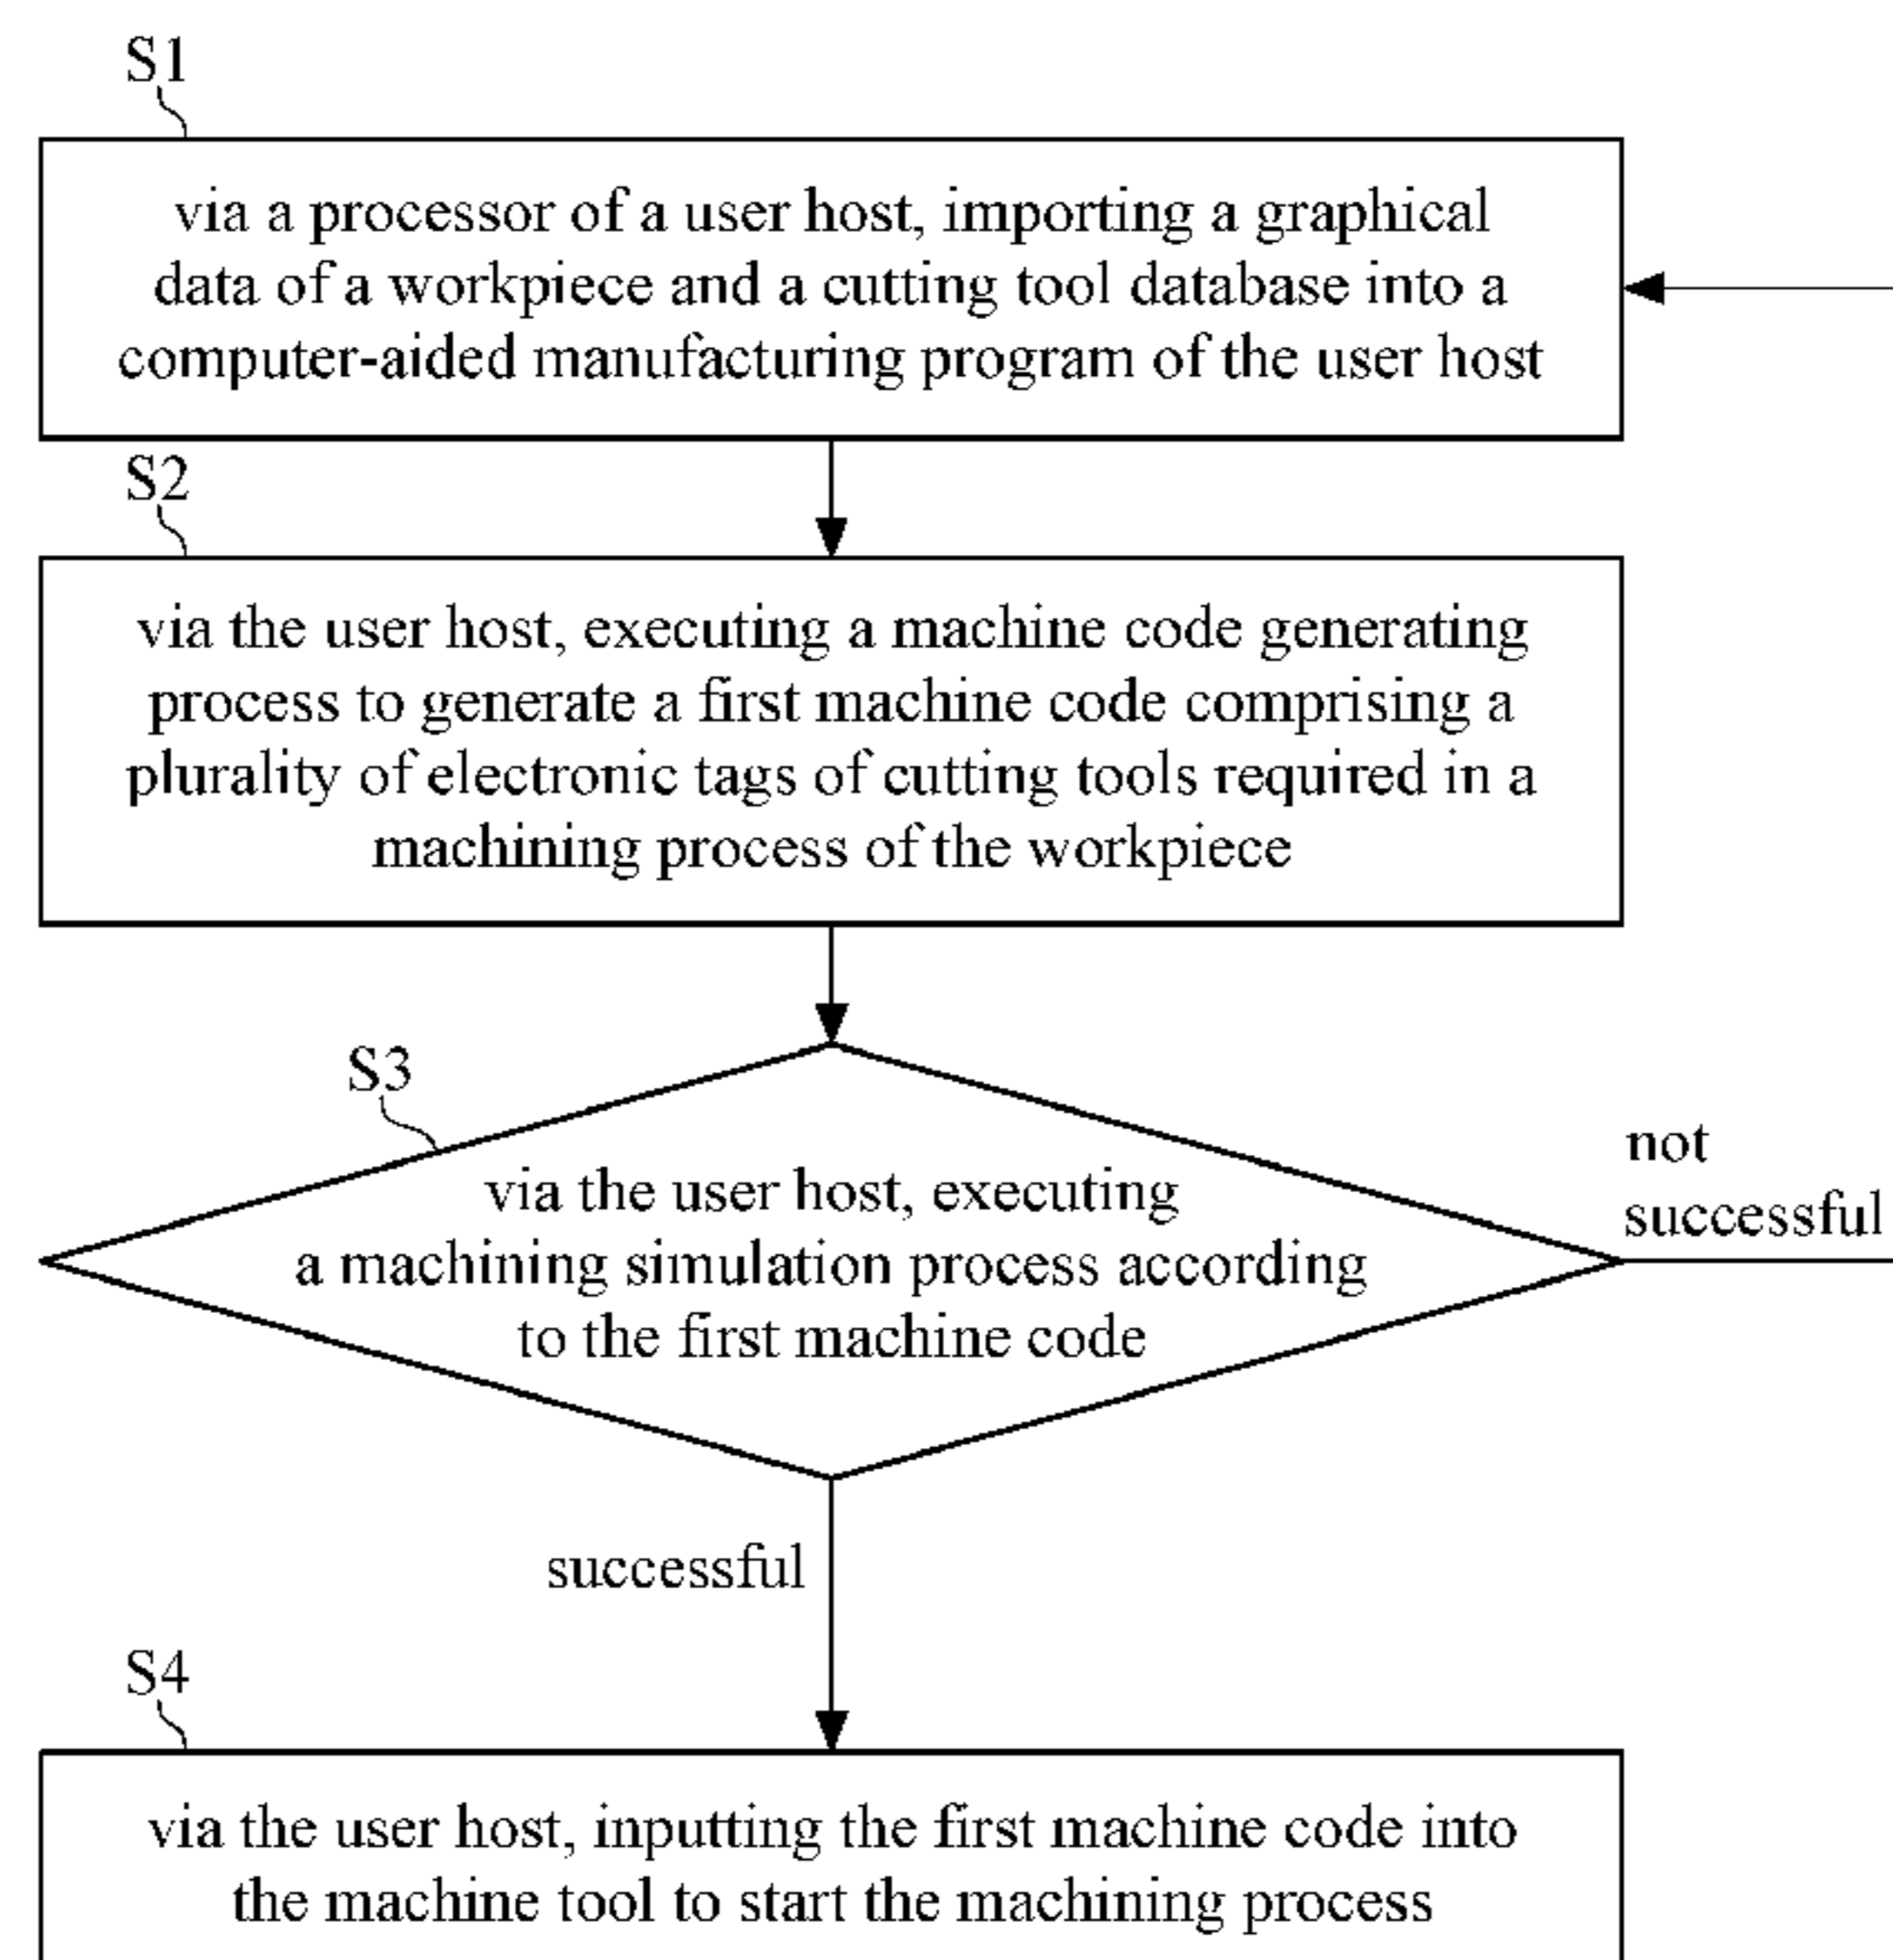 S1
via a processor of a user host, importing a graphical
data of a workpiece and a cutting tool database into a
computer-aided manufacturing program of the user host
S2
via the user host, executing a machine code generating
process to generate a first machine code comprising a
plurality of electronic tags of cutting tools required in a
machining process of the workpiece
S3
via the user host, executing
a machining simulation process according
to the first machine code
not
successful
successful
S4
via the user host, inputting the first machine code into
the machine tool to start the machining process